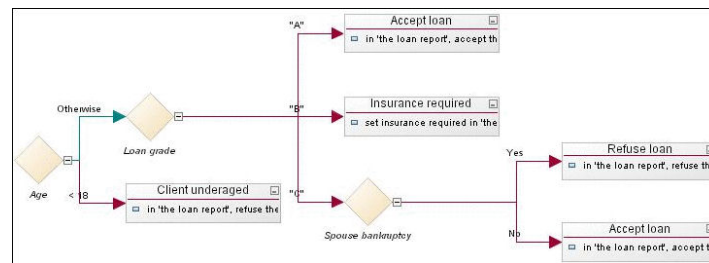 "A"
Accept loan
in 'the loan report', accept th
Otherwise
"B"
Insurance required
set insurance required in 'the
Loan grade
Yes
Refuse loan
in 'the loan report', refuse th
Age
< 18
Client underaged
in 'the loan report', refuse the
"C"
Spouse bankruptcy
No
Accept loan
in 'the loan report', accept t